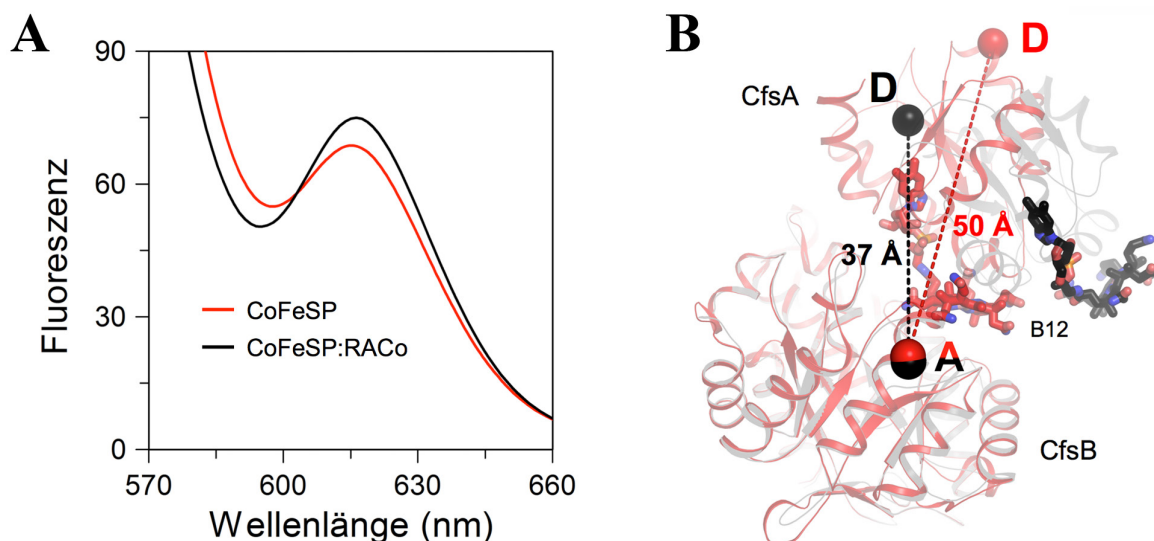 A
Fluoreszenz
90
60
30
0
CoFeSP
CoFeSP:RACo
570 600 630 660
Wellenlänge (nm)
B
D
D
CfsA
50 Å
37 Å
B12
A
CfsB